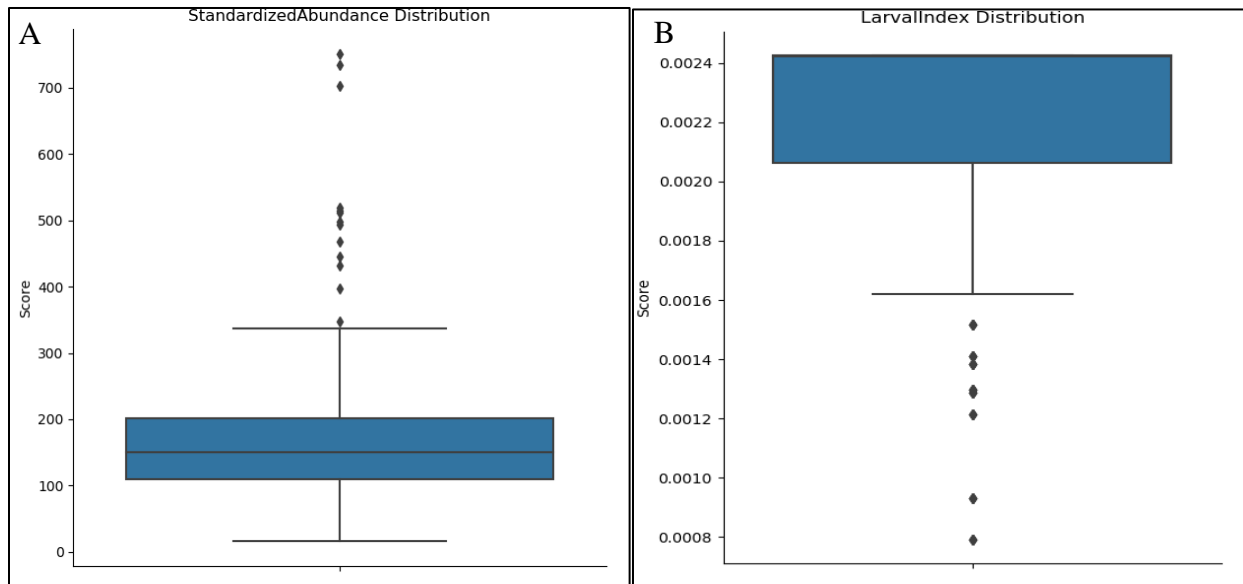 A
StandardizedAbundance Distribution
Score
700
600
500
400
300
200
100
0
B
LarvalIndex Distribution
Score
0.0024
0.0022
0.0020
0.0018
0.0016
0.0014
0.0012
0.0010
0.0008